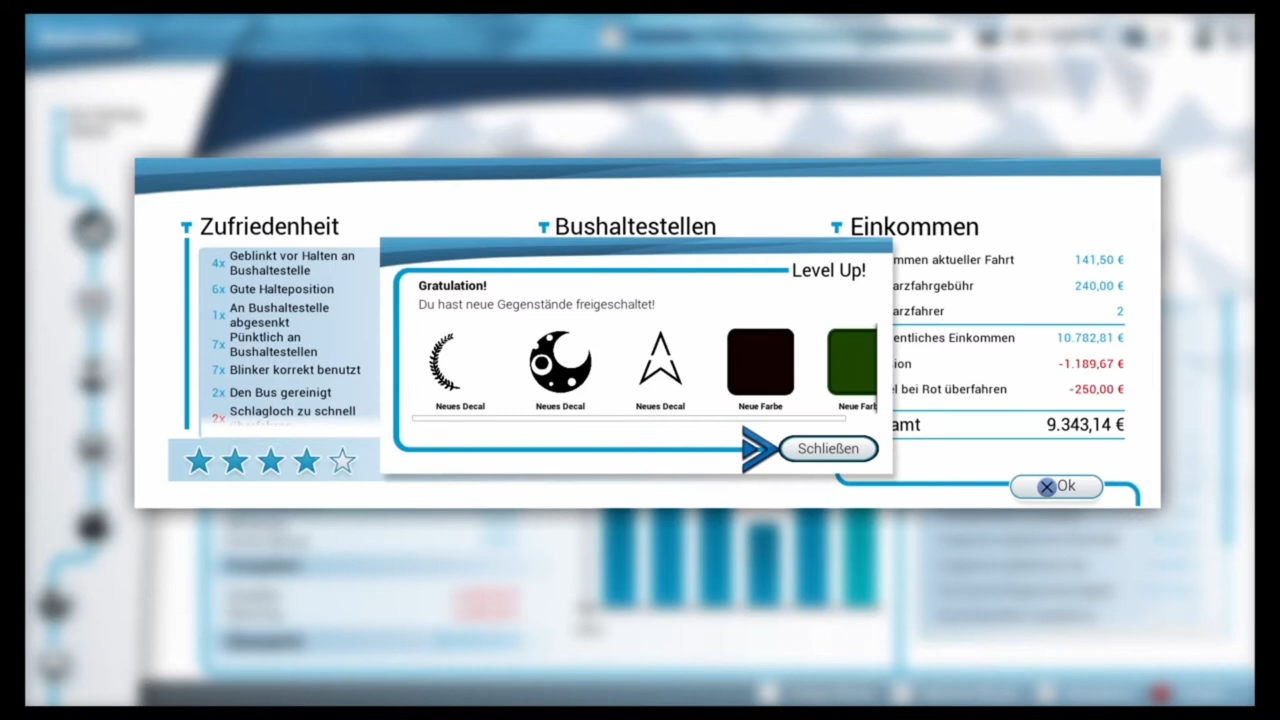 Zufriedenheit
Bushaltestellen
Einkommen
4x Geblinkt vor Halten an
Bushaltestelle
6x Gute Halteposition
1x An Bushaltestelle
abgesenkt
7x Pünktlich an
Bushaltestellen
7x Blinker korrekt benutzt
2x Den Bus gereinigt
2x Schlagloch zu schnell
Level Up!
Gratulation!
Du hast neue Gegenstände freigeschaltet!
Neues Decal
Neues Decal
Neues Decal
Neue Farbe
Neue Farb
Schließen
mmen aktueller Fahrt 141,50 €
arzfahrgebühr 240,00 €
arzfahrer 2
entliches Einkommen 10.782,81 €
ion -1.189,67 €
l bei Rot überfahren -250,00 €
amt 9.343,14 €
Ok